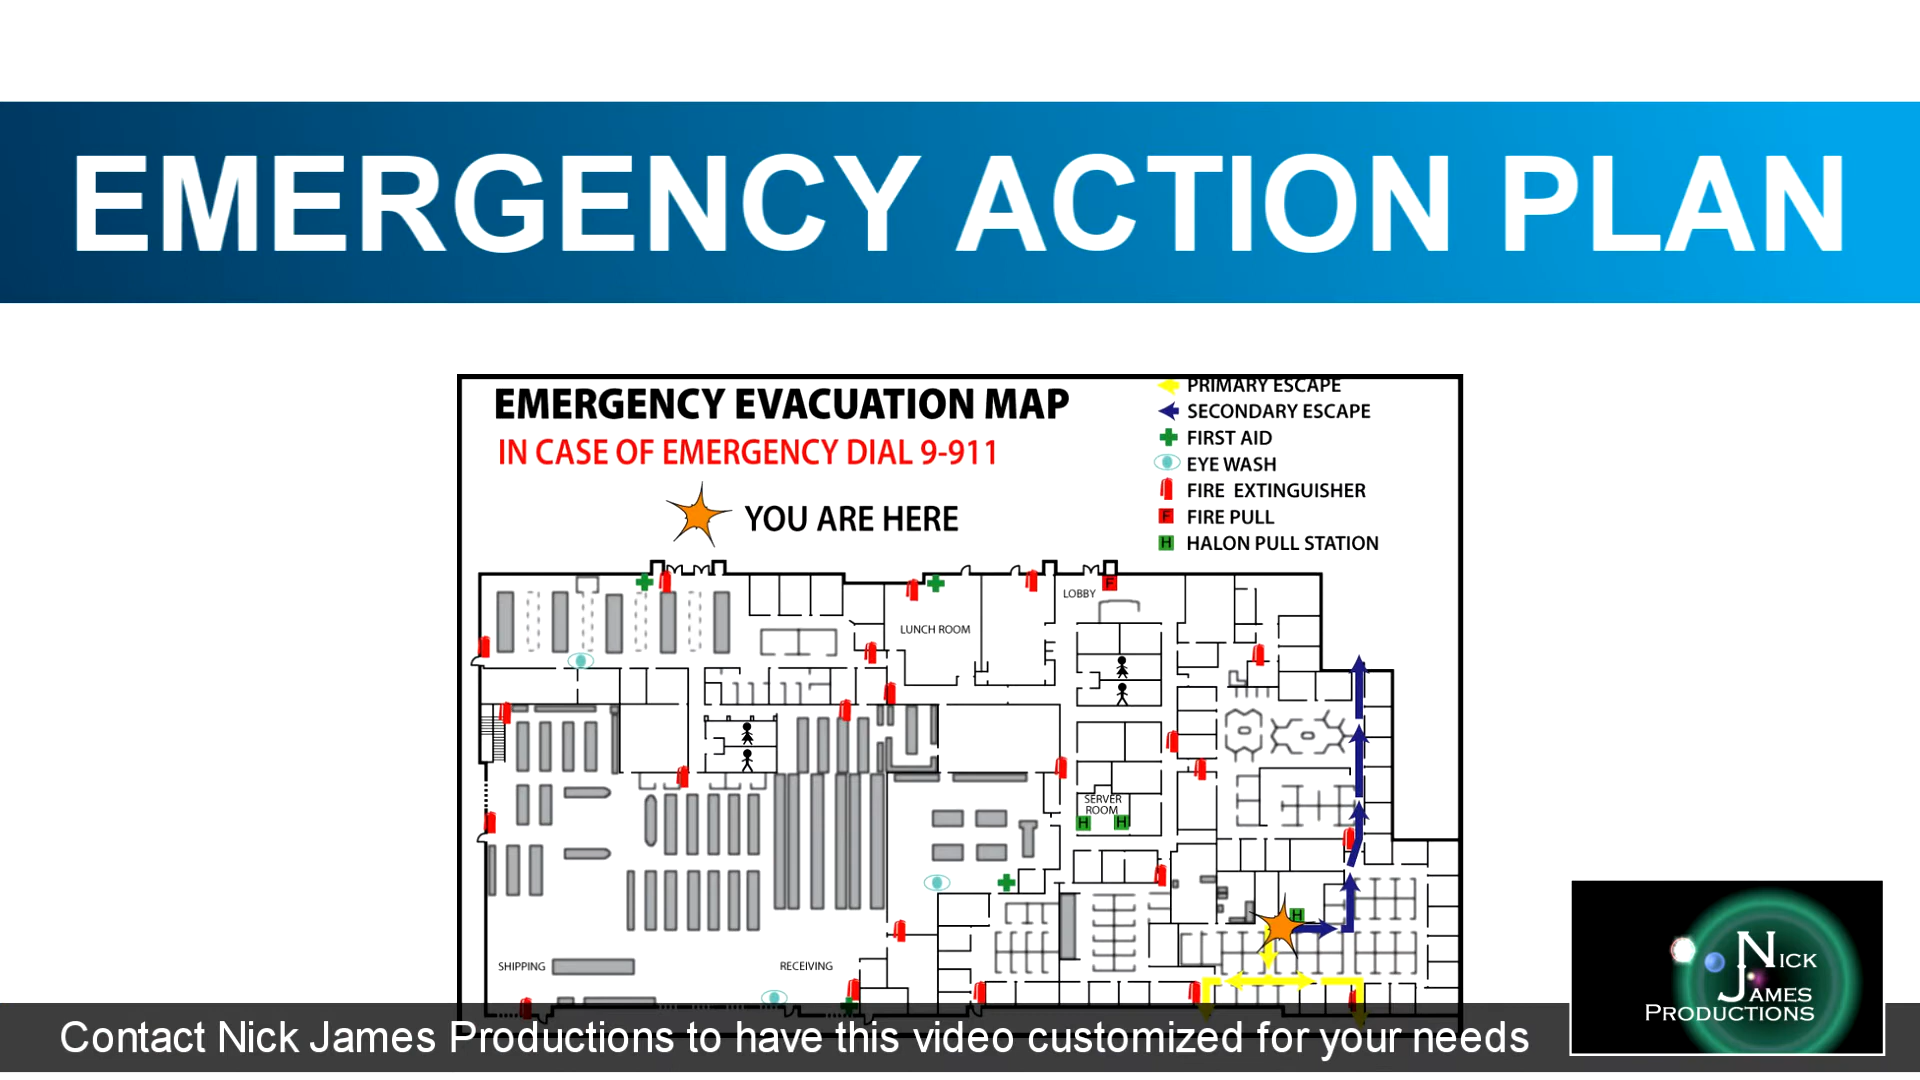 EMERGENCY ACTION PLAN
EMERGENCY EVACUATION MAP
IN CASE OF EMERGENCY DIAL 9-911
YOU ARE HERE
PRIMARY ESCAPE
SECONDARY ESCAPE
FIRST AID
EYE WASH
FIRE EXTINGUISHER
FIRE PULL
HALON PULL STATION
F
F
H
LOBBY
LUNCH ROOM
SERVER
ROOM
H H
H
SHIPPING
RECEIVING
Contact Nick James Productions to have this video customized for your needs
NICK
JAMES
PRODUCTIONS